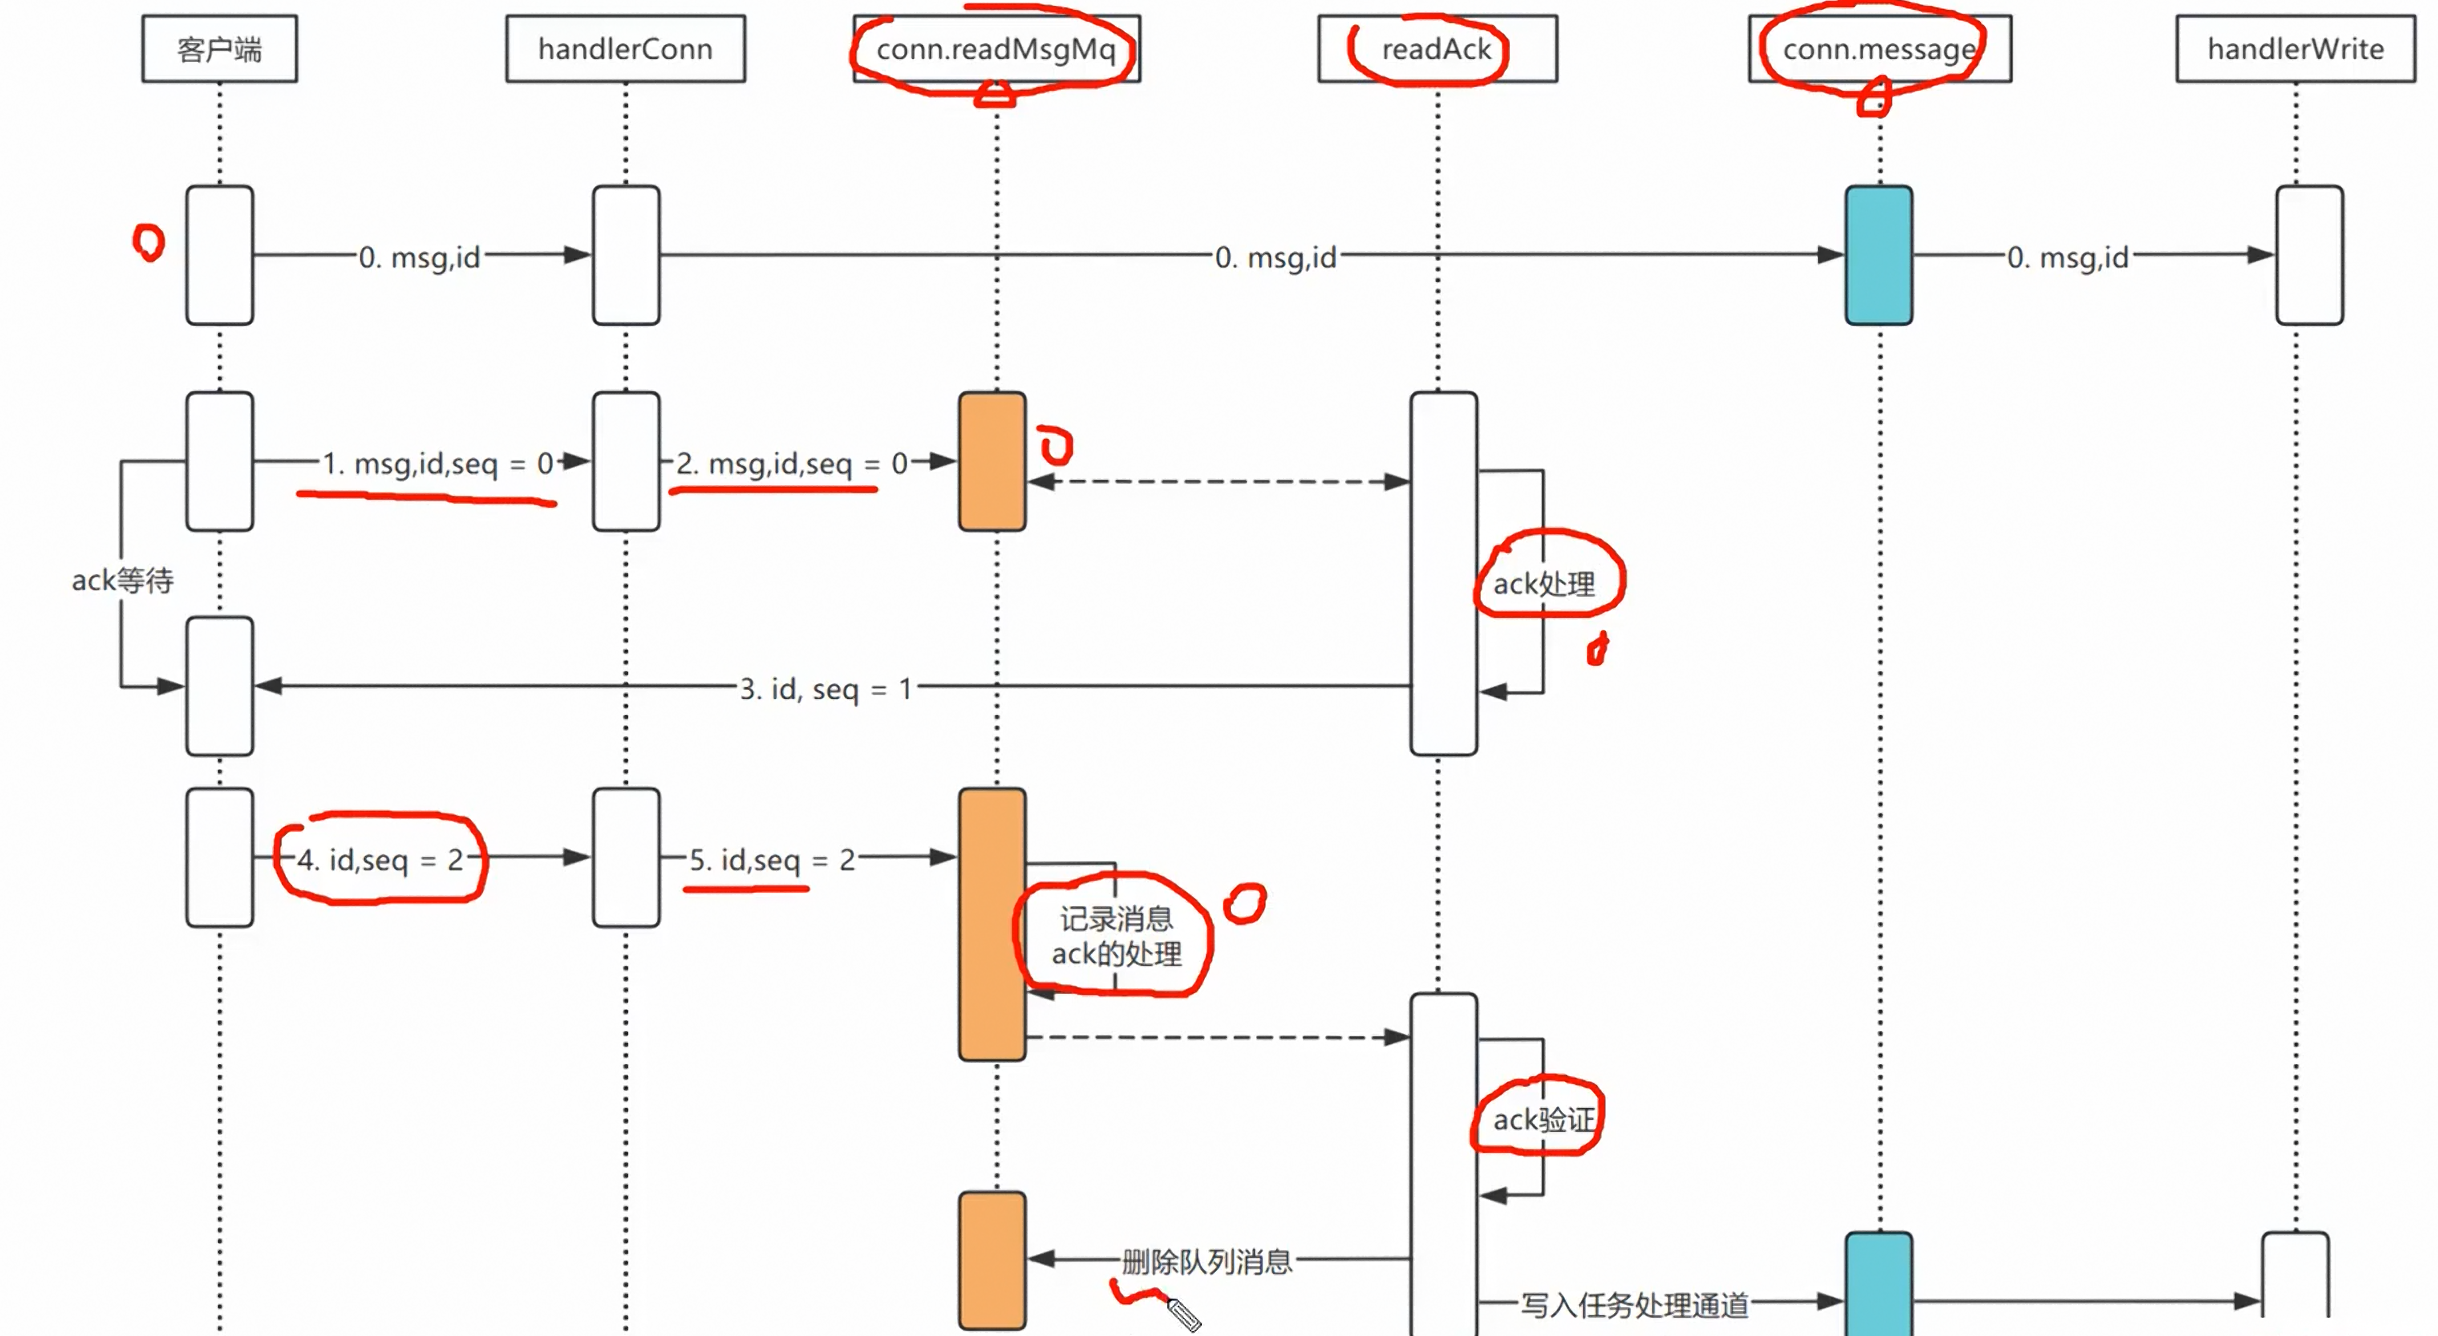 客户端
handlerConn
conn.readMsgMq
readAck
conn.message
handlerWrite
0. msg,id
0. msg,id
0. msg,id
1. msg,id,seq = 0
2. msg,id,seq = 0
ack等待
ack处理
3. id, seq = 1
4. id,seq = 2
5. id,seq = 2
记录消息
ack的处理
ack验证
删除队列消息
写入任务处理通道